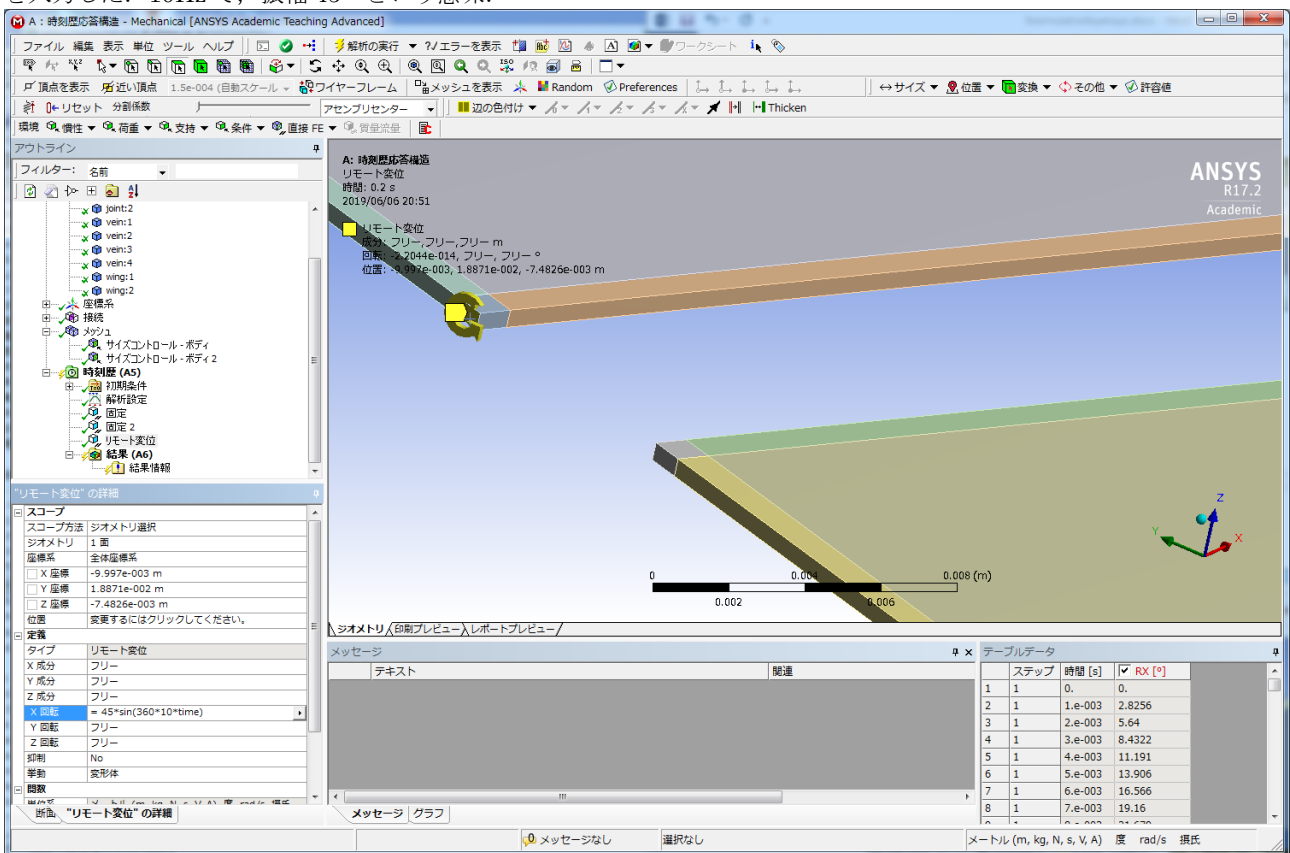 A : 時刻歴応答構造 - Mechanical [ANSYS Academic Teaching Advanced]
ファイル 編集 表示 単位 ツール ヘルプ 解析の実行 ?/エラーを表示 ワークシート
頂点を表示 近い頂点 1.5e-004 (自動スケール ワイヤーフレーム メッシュを表示 Random Preferences サイズ 位置 変換 その他 許容値
リセット 分割係数 アセンブリセンター 辺の色付け Thicken
環境 慣性 荷重 支持 条件 直接 FE 質量流量
アウトライン
フィルター: 名前
joint:2
vein:1
vein:2
vein:3
vein:4
wing:1
wing:2
座標系
接続
メッシュ
サイズコントロール - ボディ
サイズコントロール - ボディ 2
時刻歴 (A5)
初期条件
解析設定
固定
固定 2
リモート変位
結果 (A6)
結果情報
A: 時刻歴応答構造
リモート変位
時間: 0.2 s
2019/06/06 20:51
リモート変位
成分: フリー,フリー,フリー m
回転: -2.2044e-014, フリー, フリー °
位置: -9.997e-003, 1.8871e-002, -7.4826e-003 m
ANSYS
R17.2
Academic
Z
Y
X
0 0.004 0.008 (m)
0.002 0.006
ジオメトリ 印刷プレビュー レポートプレビュー
"リモート変位" の詳細
スコープ
スコープ方法 ジオメトリ選択
ジオメトリ 1 面
座標系 全体座標系
X 座標 -9.997e-003 m
Y 座標 1.8871e-002 m
Z 座標 -7.4826e-003 m
位置 変更するにはクリックしてください。
定義
タイプ リモート変位
X 成分 フリー
Y 成分 フリー
Z 成分 フリー
X 回転 = 45*sin(360*10*time)
Y 回転 フリー
Z 回転 フリー
抑制 No
挙動 変形体
関数
断面 "リモート変位" の詳細
メッセージ
テキスト 関連
メッセージ グラフ
テーブルデータ
ステップ 時間 [s] RX [°]
1 1 0. 0.
2 1 1.e-003 2.8256
3 1 2.e-003 5.64
4 1 3.e-003 8.4322
5 1 4.e-003 11.191
6 1 5.e-003 13.906
7 1 6.e-003 16.566
8 1 7.e-003 19.16
0 メッセージなし 選択なし メートル (m, kg, N, s, V, A) 度 rad/s 摂氏